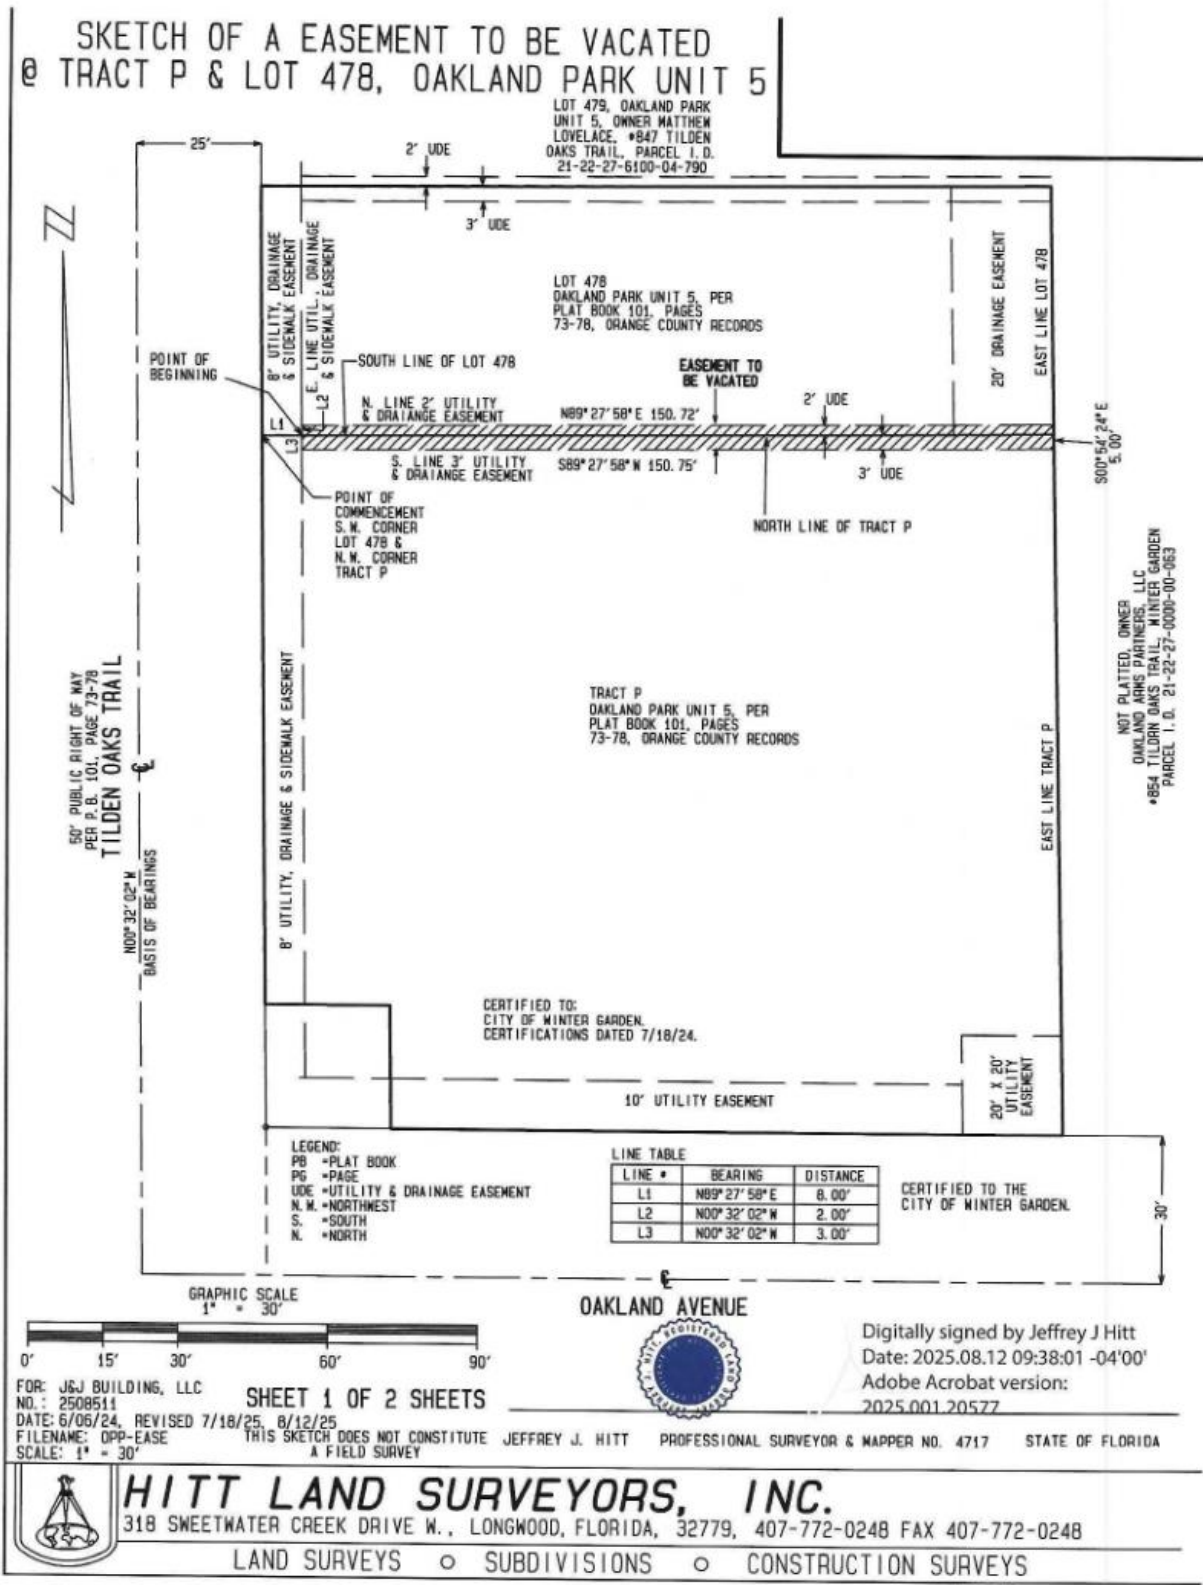 SKETCH OF A EASEMENT TO BE VACATED
@ TRACT P & LOT 478, OAKLAND PARK UNIT 5
LOT 479, OAKLAND PARK
UNIT 5, OWNER MATTHEW
LOVELACE, #847 TILDEN
OAKS TRAIL, PARCEL I.D.
21-22-27-6100-04-790
25'
2' UDE
3' UDE
8' UTILITY, DRAINAGE
& SIDEWALK EASEMENT
E. LINE UTIL., DRAINAGE
& SIDEWALK EASEMENT
LOT 478
OAKLAND PARK UNIT 5, PER
PLAT BOOK 101, PAGES
73-78, ORANGE COUNTY RECORDS
20' DRAINAGE EASEMENT
EAST LINE LOT 478
POINT OF
BEGINNING
SOUTH LINE OF LOT 478
EASEMENT TO
BE VACATED
L2
N. LINE 2' UTILITY
& DRAIANGE EASEMENT
N89°27'58"E 150.72'
2' UDE
L1
L3
S. LINE 3' UTILITY
& DRAIANGE EASEMENT
S89°27'58"W 150.75'
3' UDE
S00°54'24"E
5.00'
POINT OF
COMMENCEMENT
S.W. CORNER
LOT 478 &
N.W. CORNER
TRACT P
NORTH LINE OF TRACT P
NOT PLATTED, OWNER
OAKLAND ARMS PARTNERS, LLC
#854 TILDRN OAKS TRAIL, WINTER GARDEN
PARCEL I.D. 21-22-27-0000-00-063
50' PUBLIC RIGHT OF WAY
PER P.B. 101, PAGE 73-78
TILDEN OAKS TRAIL
8' UTILITY, DRAINAGE & SIDEWALK EASEMENT
TRACT P
OAKLAND PARK UNIT 5, PER
PLAT BOOK 101, PAGES
73-78, ORANGE COUNTY RECORDS
EAST LINE TRACT P
N00°32'02"W
BASIS OF BEARINGS
CERTIFIED TO:
CITY OF WINTER GARDEN.
CERTIFICATIONS DATED 7/18/24.
10' UTILITY EASEMENT
20' X 20'
UTILITY
EASEMENT
LEGEND:
PB =PLAT BOOK
PG =PAGE
UDE =UTILITY & DRAINAGE EASEMENT
N.W. =NORTHWEST
S. =SOUTH
N. =NORTH
LINE TABLE
LINE # BEARING DISTANCE
L1 N89°27'58"E 8.00'
L2 N00°32'02"W 2.00'
L3 N00°32'02"W 3.00'
CERTIFIED TO THE
CITY OF WINTER GARDEN.
30'
GRAPHIC SCALE
1" = 30'
OAKLAND AVENUE
0' 15' 30' 60' 90'
Digitally signed by Jeffrey J Hitt
Date: 2025.08.12 09:38:01 -04'00'
Adobe Acrobat version:
2025.001.20577
FOR: J&J BUILDING, LLC
NO.: 2508511
DATE: 6/06/24, REVISED 7/18/25, 8/12/25
FILENAME: OPP-EASE
SCALE: 1" = 30'
SHEET 1 OF 2 SHEETS
THIS SKETCH DOES NOT CONSTITUTE
A FIELD SURVEY
JEFFREY J. HITT PROFESSIONAL SURVEYOR & MAPPER NO. 4717 STATE OF FLORIDA
HITT LAND SURVEYORS, INC.
318 SWEETWATER CREEK DRIVE W., LONGWOOD, FLORIDA, 32779, 407-772-0248 FAX 407-772-0248
LAND SURVEYS o SUBDIVISIONS o CONSTRUCTION SURVEYS